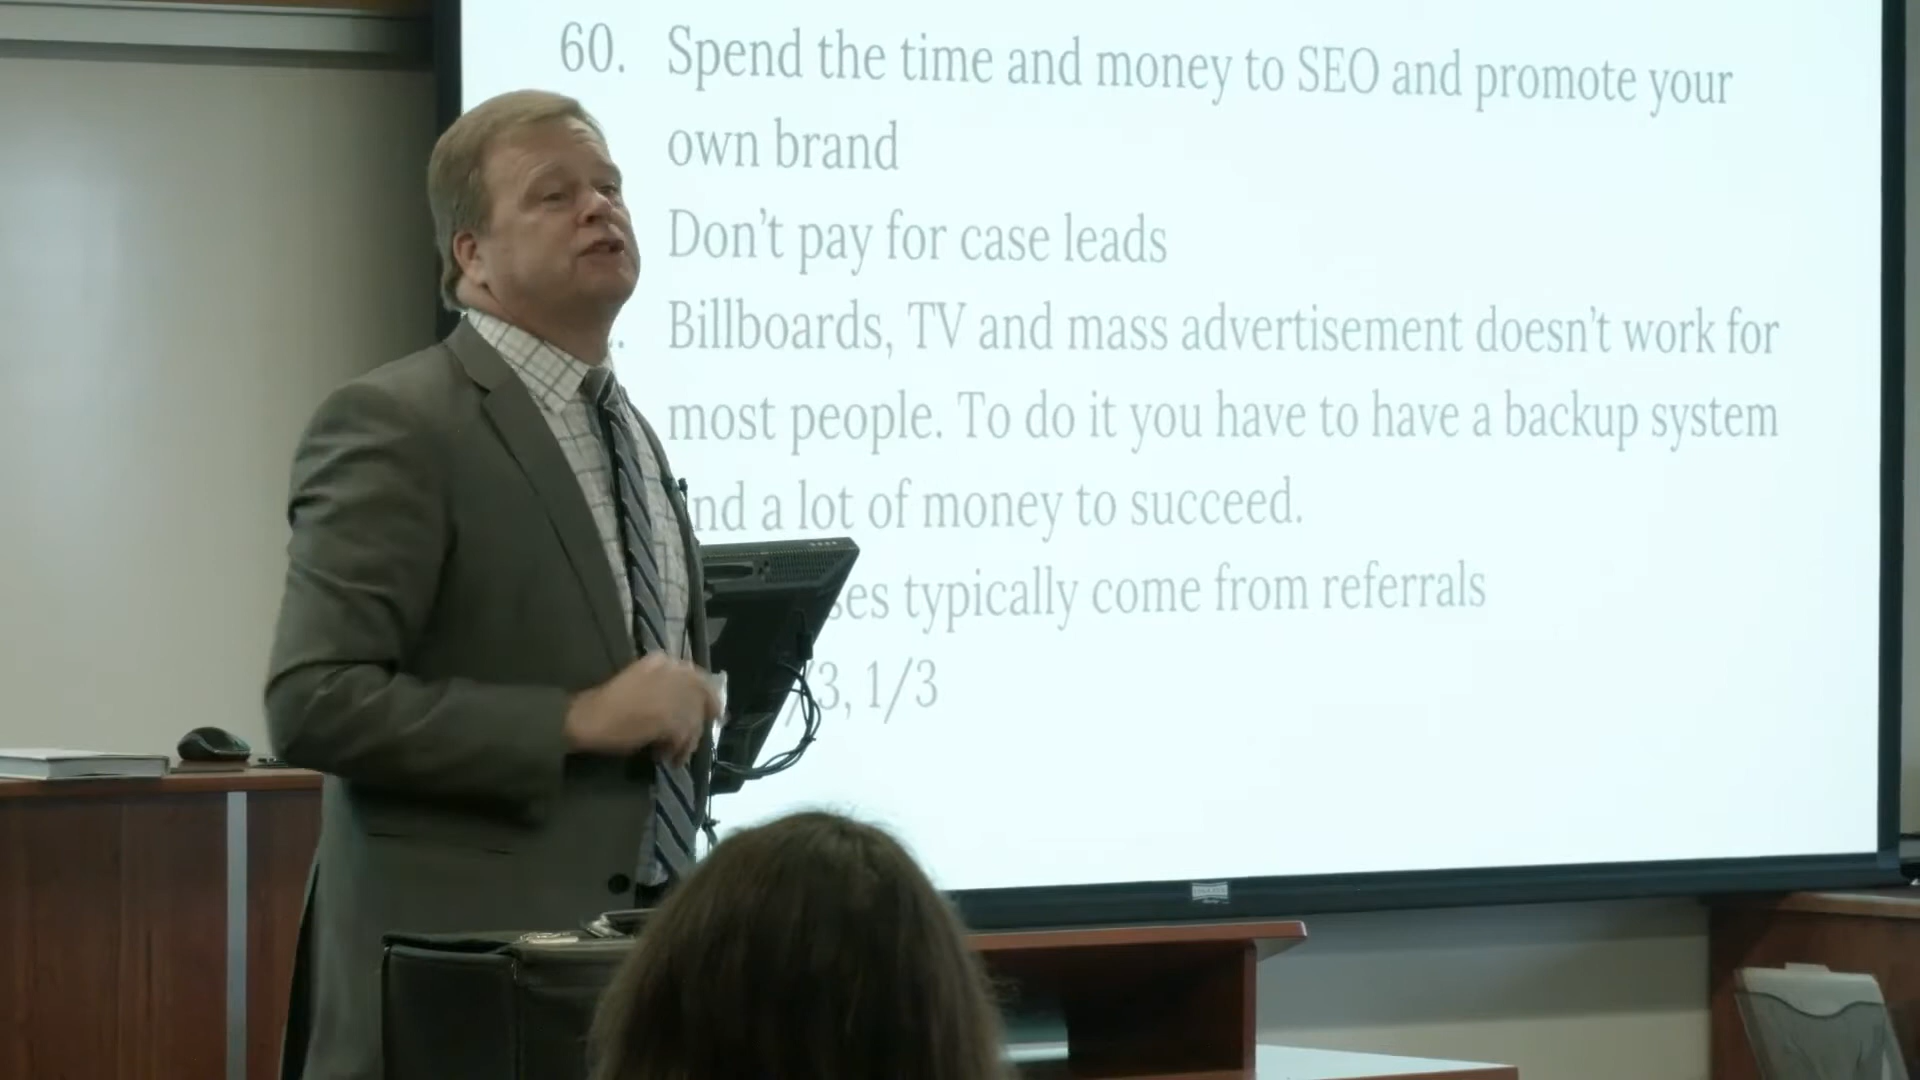 60. Spend the time and money to SEO and promote your
own brand
Don't pay for case leads
. Billboards, TV and mass advertisement doesn't work for
most people. To do it you have to have a backup system
nd a lot of money to succeed.
ses typically come from referrals
/3, 1/3